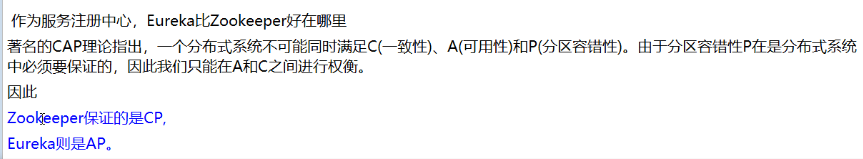 作为服务注册中心，Eureka比Zookeeper好在哪里
著名的CAP理论指出，一个分布式系统不可能同时满足C(一致性)、A(可用性)和P(分区容错性)。由于分区容错性P在是分布式系统
中必须要保证的，因此我们只能在A和C之间进行权衡。
因此
Zookeeper保证的是CP,
Eureka则是AP。